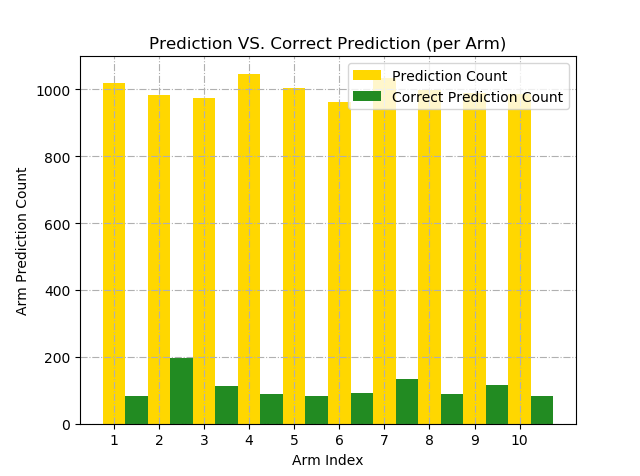 Prediction VS. Correct Prediction (per Arm)
Prediction Count
Correct Prediction Count
Arm Prediction Count
1000
800
600
400
200
0
1 2 3 4 5 6 7 8 9 10
Arm Index